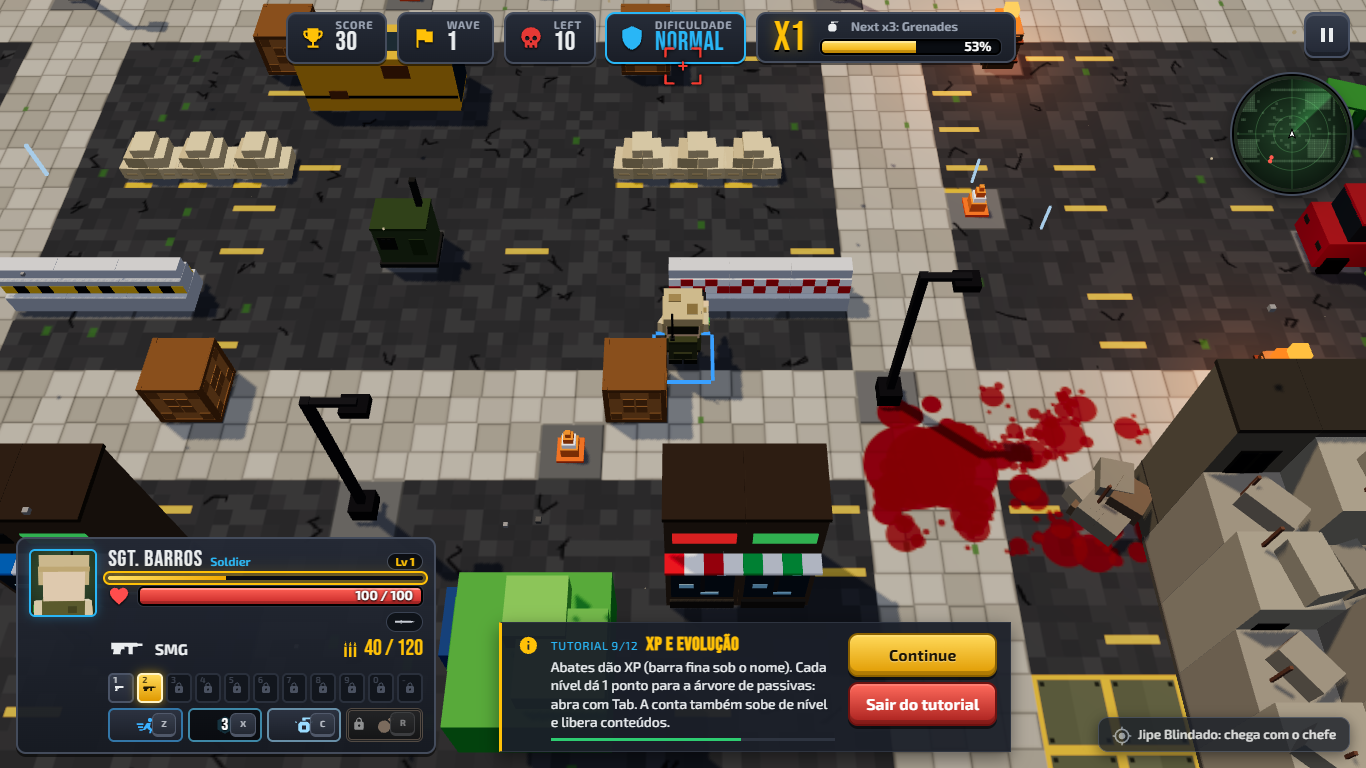 SCORE
30
WAVE
1
LEFT
10
DIFICULDADE
NORMAL
X1
Next x3: Grenades
53%
SGT. BARROS Soldier Lv 1
100 / 100
SMG 40 / 120
1 2 3 4 5 6 7 8 9 0
Z 3 X C R
TUTORIAL 9/12 XP E EVOLUÇÃO
Abates dão XP (barra fina sob o nome). Cada
nível dá 1 ponto para a árvore de passivas:
abra com Tab. A conta também sobe de nível
e libera conteúdos.
Continue
Sair do tutorial
Jipe Blindado: chega com o chefe